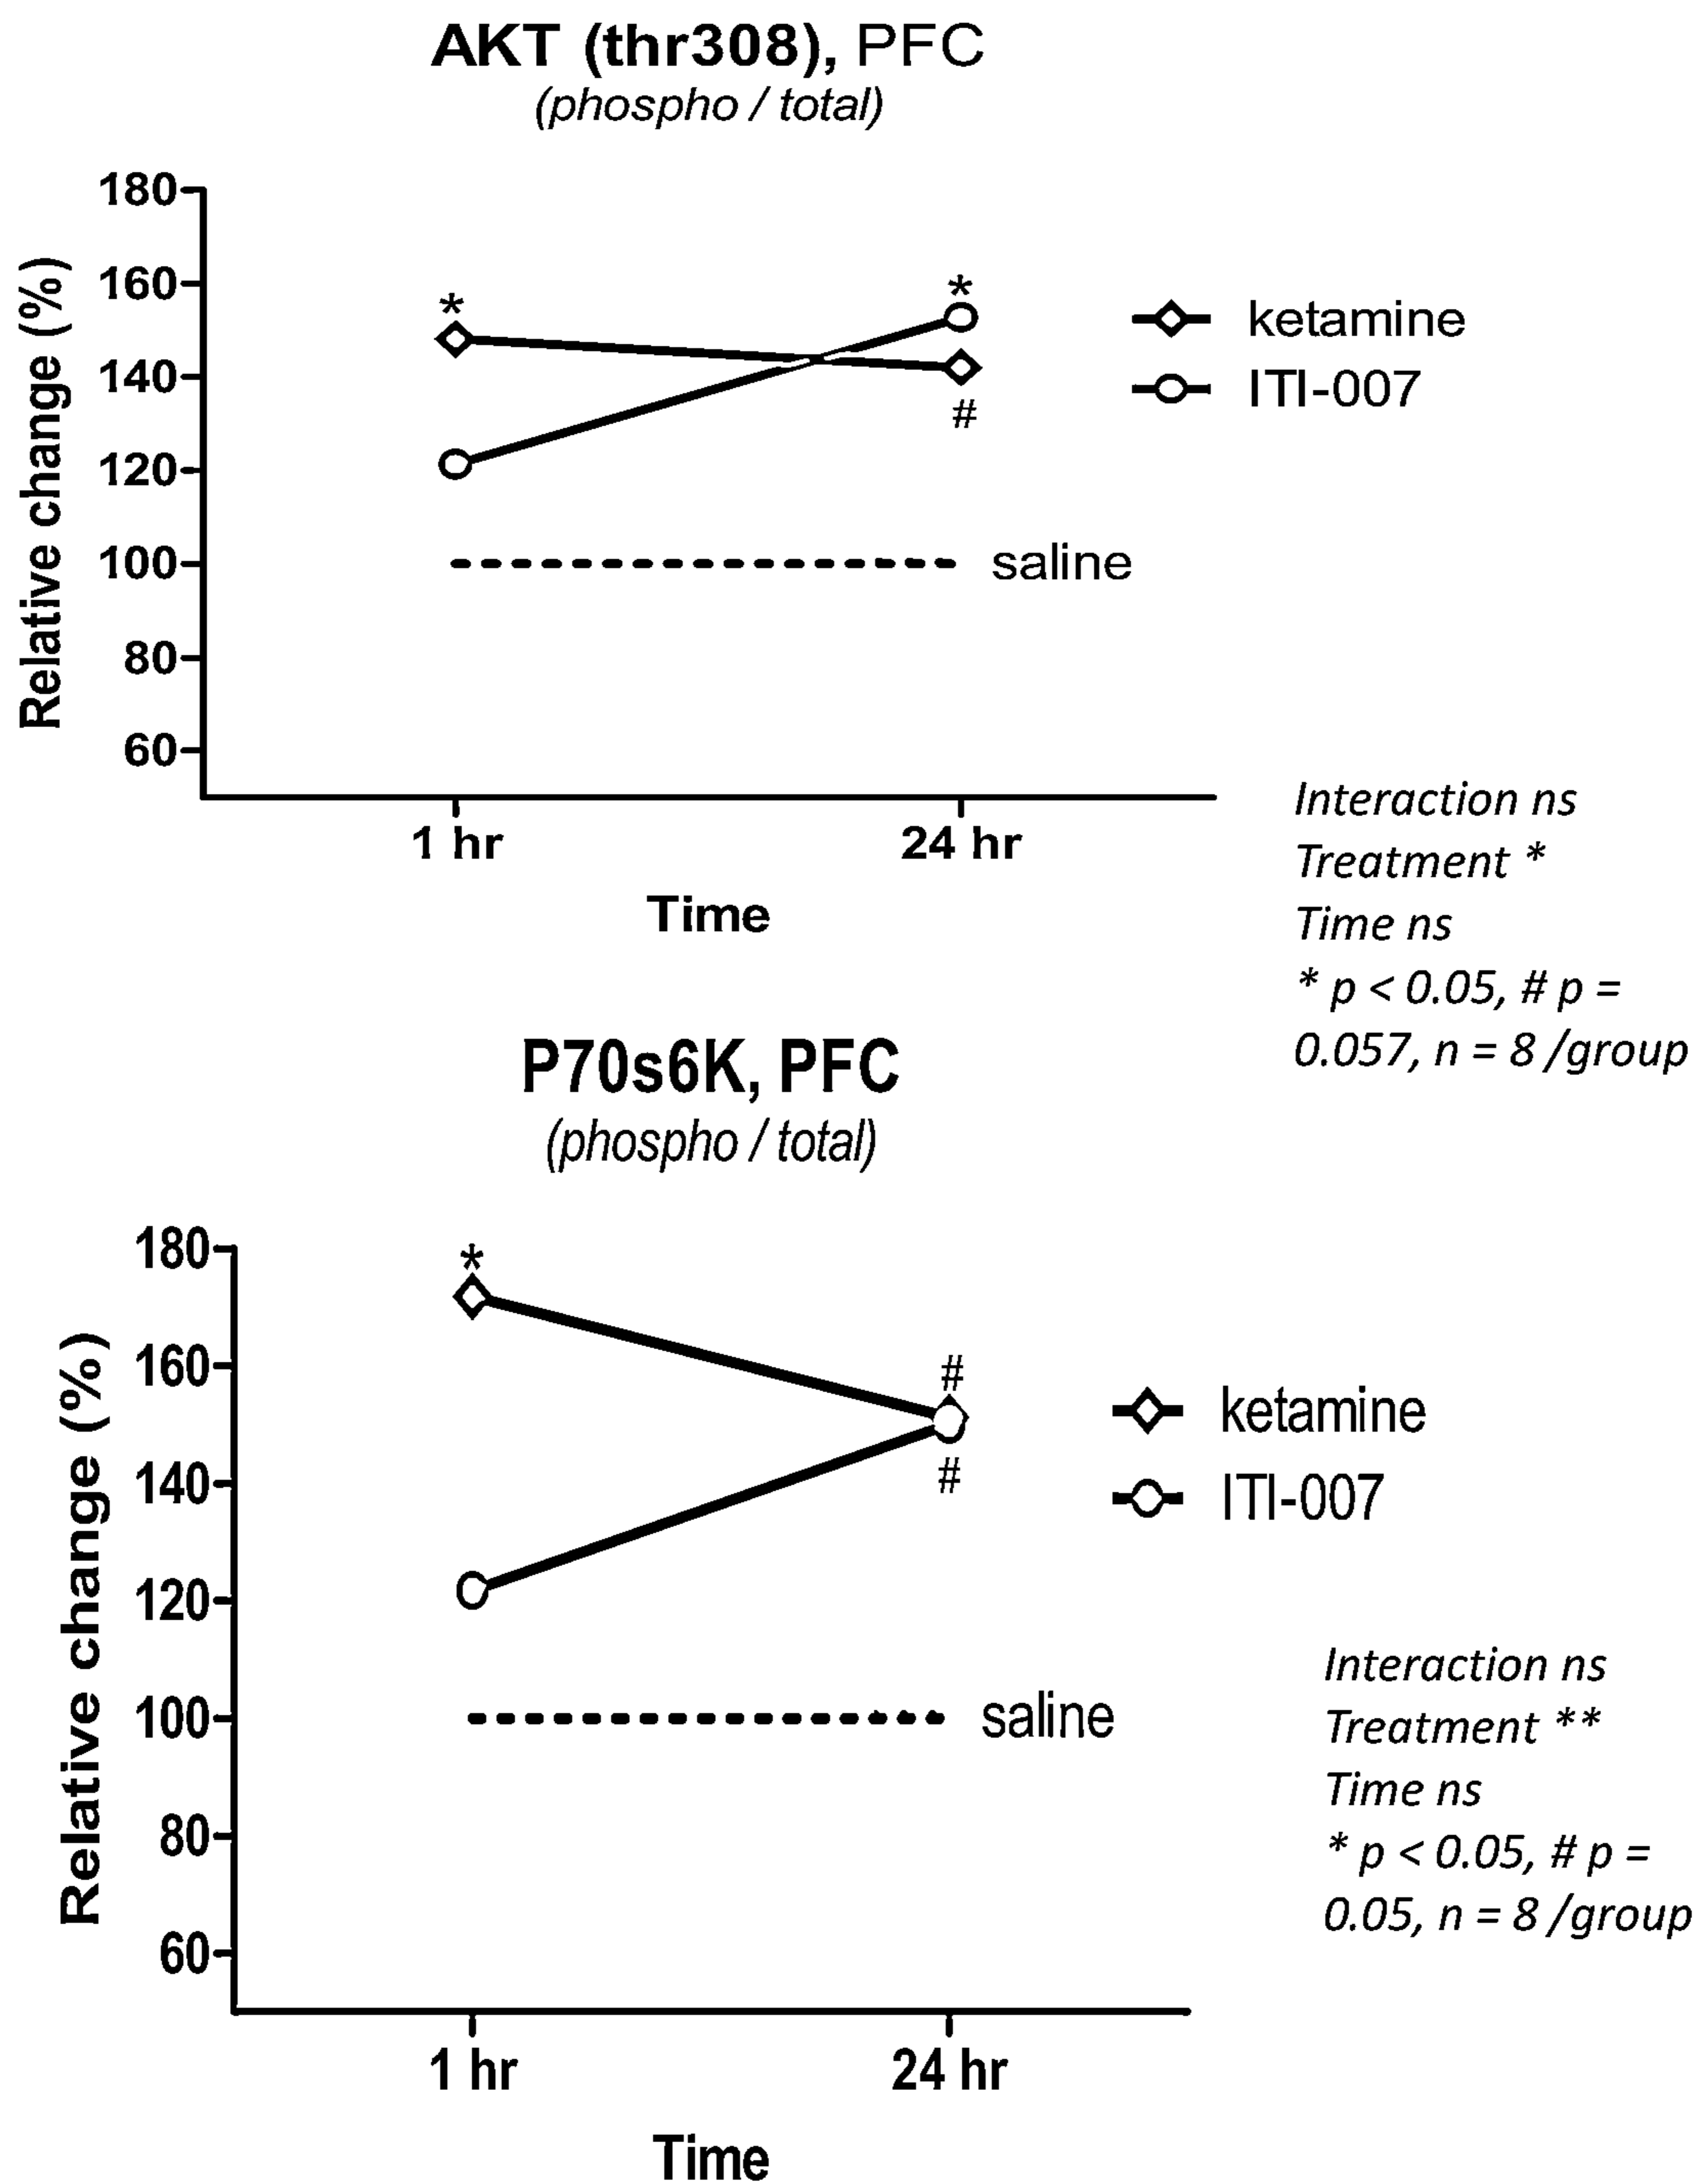 AKT (thr308), PFC
(phospho / total)
Relative change (%)
180
160
140
120
100
80
60
*
*
#
ketamine
ITI-007
saline
1 hr
24 hr
Time
Interaction ns
Treatment *
Time ns
* p < 0.05, # p =
0.057, n = 8 /group
P70s6K, PFC
(phospho / total)
Relative change (%)
180
160
140
120
100
80
60
*
#
#
ketamine
ITI-007
saline
1 hr
24 hr
Time
Interaction ns
Treatment **
Time ns
* p < 0.05, # p =
0.05, n = 8 /group